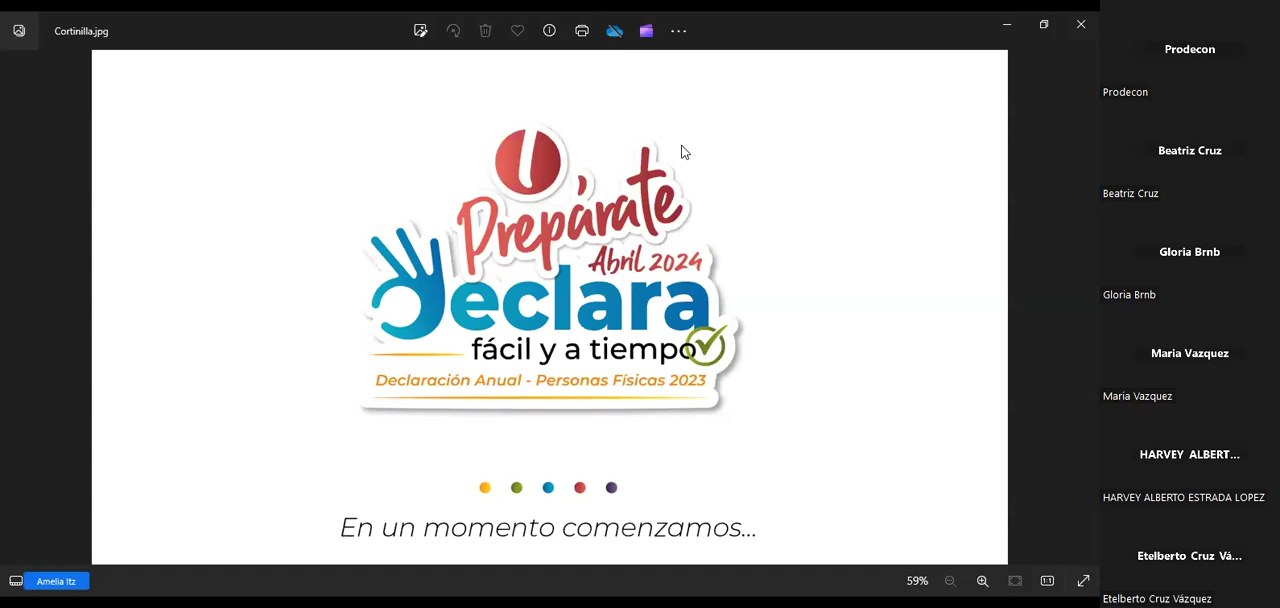 Cortinilla.jpg
Prepárate
Abril 2024
declara
fácil y a tiempo
Declaración Anual - Personas Físicas 2023
En un momento comenzamos...
59%
Amelia Itz
Prodecon
Prodecon
Beatriz Cruz
Beatriz Cruz
Gloria Brnb
Gloria Brnb
Maria Vazquez
Maria Vazquez
HARVEY ALBERT...
HARVEY ALBERTO ESTRADA LOPEZ
Etelberto Cruz Vá...
Etelberto Cruz Vázquez